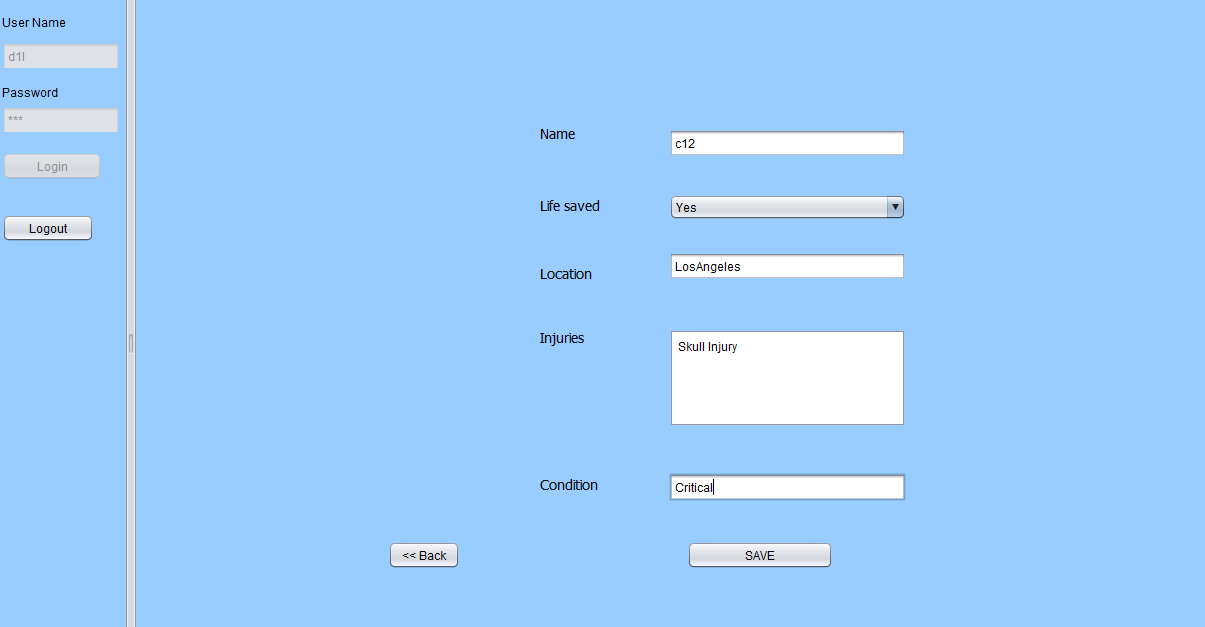 User Name
d1l
Password
***
Login
Logout
Name
c12
Life saved
Yes
Location
LosAngeles
Injuries
Skull Injury
Condition
Critical
<< Back
SAVE